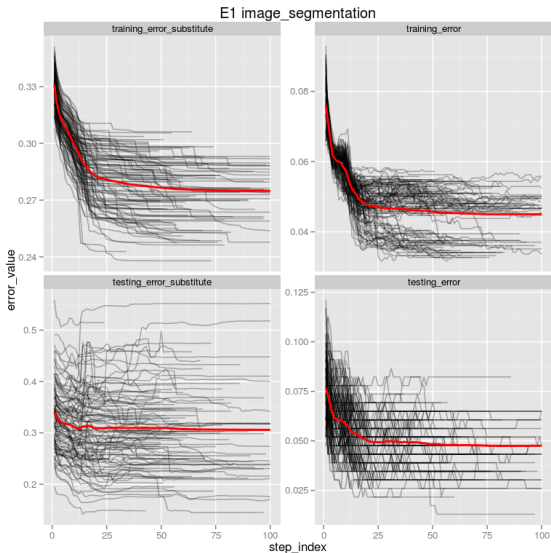 E1 image_segmentation
training_error_substitute
training_error
0.33
0.30
0.27
0.24
0.08
0.06
0.04
testing_error_substitute
testing_error
0.5
0.4
0.3
0.2
0.125
0.100
0.075
0.050
0.025
0 25 50 75 100
0 25 50 75 100
error_value
step_index